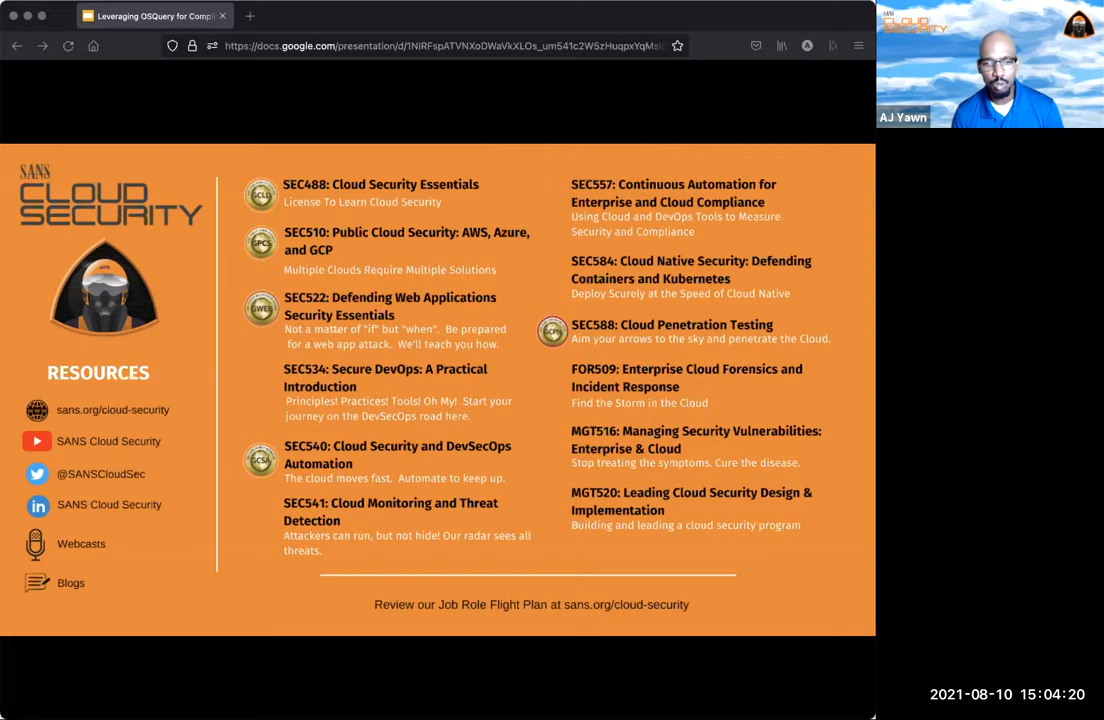 Leveraging OSQuery for Compli
https://docs.google.com/presentation/d/
AJ Yawn
SANS
CLOUD
SECURITY
RESOURCES
sans.org/cloud-security
SANS Cloud Security
@SANSCloudSec
SANS Cloud Security
Webcasts
Blogs
GCLD
SEC488: Cloud Security Essentials
License To Learn Cloud Security
GPCS
SEC510: Public Cloud Security: AWS, Azure,
and GCP
Multiple Clouds Require Multiple Solutions
GWEB
SEC522: Defending Web Applications
Security Essentials
Not a matter of "if" but "when". Be prepared
for a web app attack. We'll teach you how.
SEC534: Secure DevOps: A Practical
Introduction
Principles! Practices! Tools! Oh My! Start your
journey on the DevSecOps road here.
GCSA
SEC540: Cloud Security and DevSecOps
Automation
The cloud moves fast. Automate to keep up.
SEC541: Cloud Monitoring and Threat
Detection
Attackers can run, but not hide! Our radar sees all
threats.
SEC557: Continuous Automation for
Enterprise and Cloud Compliance
Using Cloud and DevOps Tools to Measure
Security and Compliance
SEC584: Cloud Native Security: Defending
Containers and Kubernetes
Deploy Scurely at the Speed of Cloud Native
GCPN
SEC588: Cloud Penetration Testing
Aim your arrows to the sky and penetrate the Cloud.
FOR509: Enterprise Cloud Forensics and
Incident Response
Find the Storm in the Cloud
MGT516: Managing Security Vulnerabilities:
Enterprise & Cloud
Stop treating the symptoms. Cure the disease.
MGT520: Leading Cloud Security Design &
Implementation
Building and leading a cloud security program
Review our Job Role Flight Plan at sans.org/cloud-security
SANS
CLOUD
SECURITY
2021-08-10 15:04:20